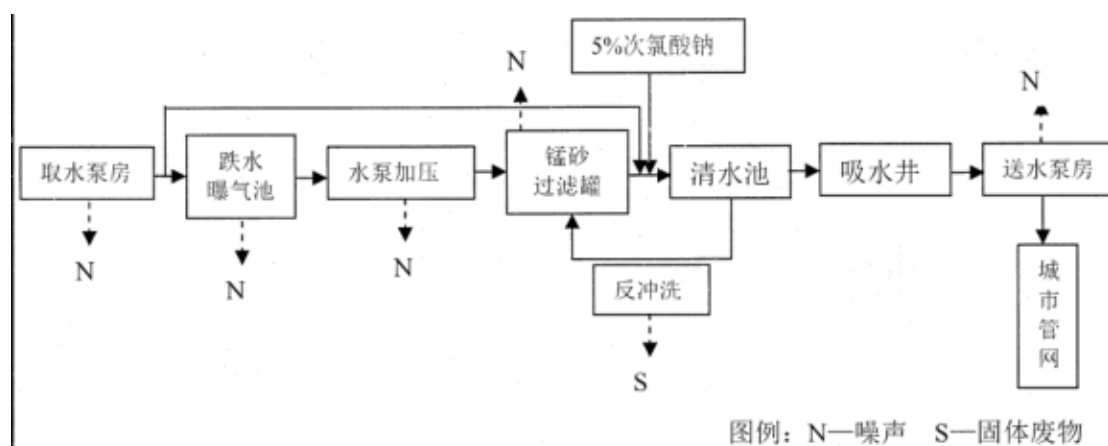 5%次氯酸钠
N
N
取水泵房
跌水
曝气池
水泵加压
锰砂
过滤罐
清水池
吸水井
送水泵房
N
N
N
反冲洗
S
城
市
管
网
图例：N—噪声 S—固体废物